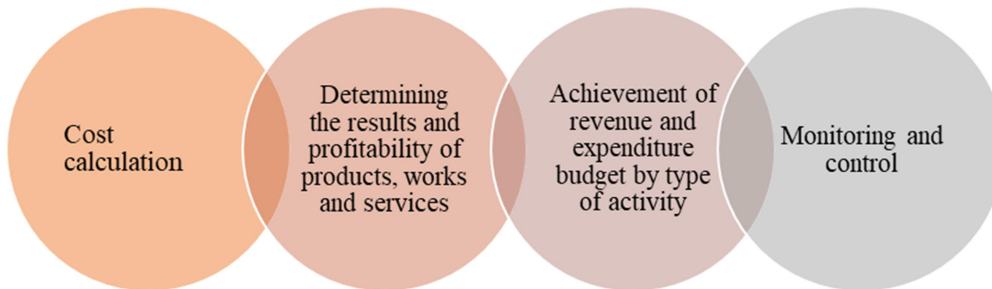 Cost
calculation
Determining
the results and
profitability of
products, works
and services
Achievement of
revenue and
expenditure
budget by type
of activity
Monitoring and
control